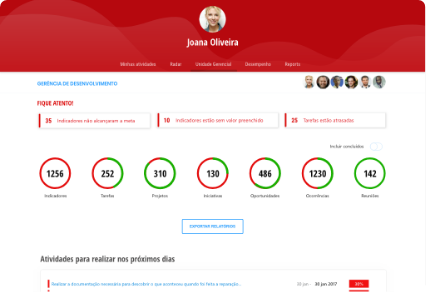 Joana Oliveira
Minhas atividades Radar Unidade Gerencial Desempenho Reports
GERÊNCIA DE DESENVOLVIMENTO
FIQUE ATENTO!
35 Indicadores não alcançaram a meta
10 Indicadores estão sem valor preenchido
25 Tarefas estão atrasadas
Incluir concluídos
1256 252 310 130 486 1230 142
Indicadores Tarefas Projetos Iniciativas Oportunidades Ocorrências Reuniões
EXPORTAR RELATÓRIOS
Atividades para realizar nos próximos dias
Realizar a documentação necessária para descobrir o que aconteceu quando foi feita a reparação...
30 jan 30 jun 2017